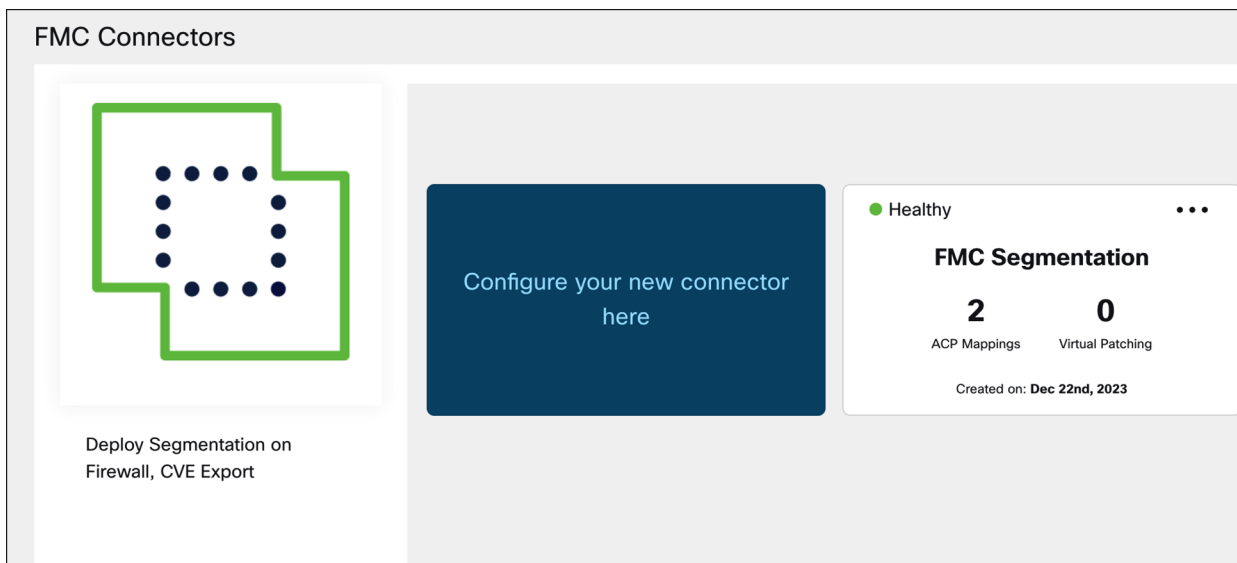 FMC Connectors
Deploy Segmentation on
Firewall, CVE Export
Configure your new connector
here
Healthy
FMC Segmentation
2 0
ACP Mappings Virtual Patching
Created on: Dec 22nd, 2023